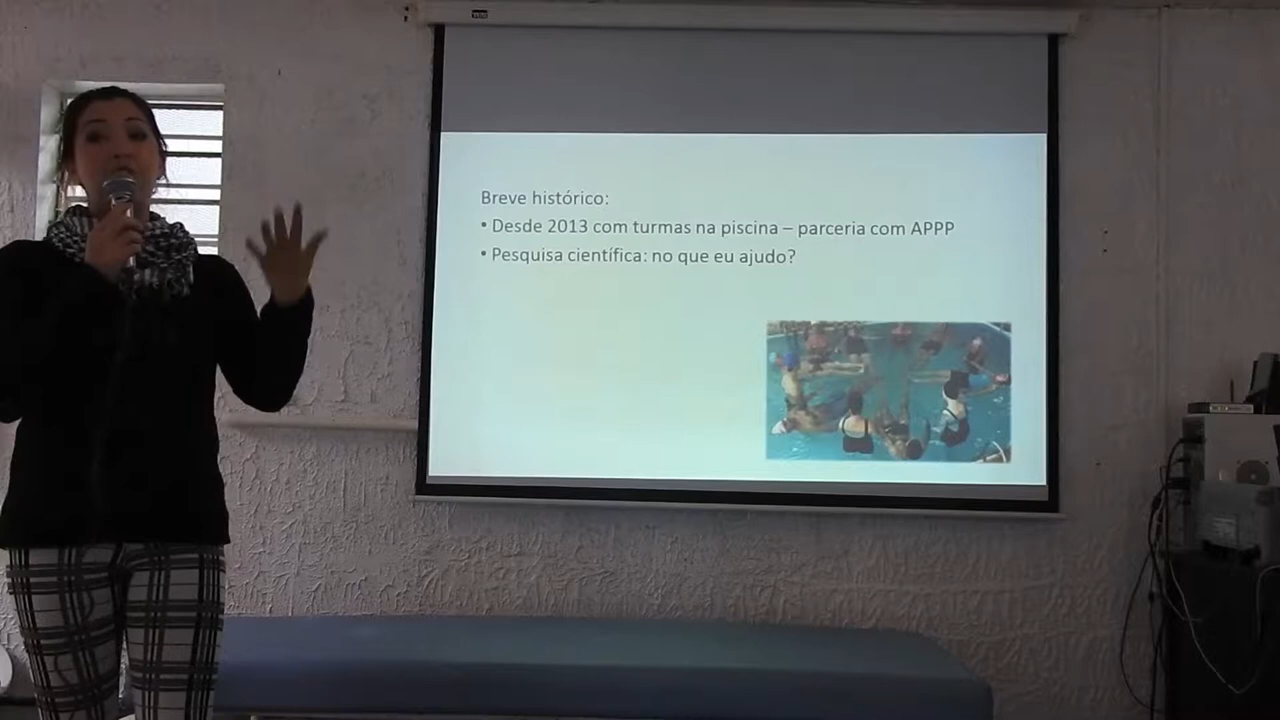 Breve histórico:
• Desde 2013 com turmas na piscina – parceria com APPP
• Pesquisa científica: no que eu ajudo?